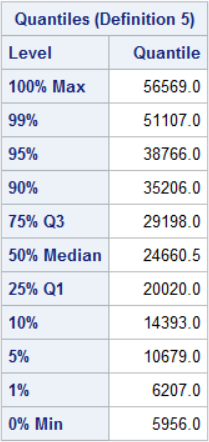 Quantiles (Definition 5)
Level Quantile
100% Max 56569.0
99% 51107.0
95% 38766.0
90% 35206.0
75% Q3 29198.0
50% Median 24660.5
25% Q1 20020.0
10% 14393.0
5% 10679.0
1% 6207.0
0% Min 5956.0